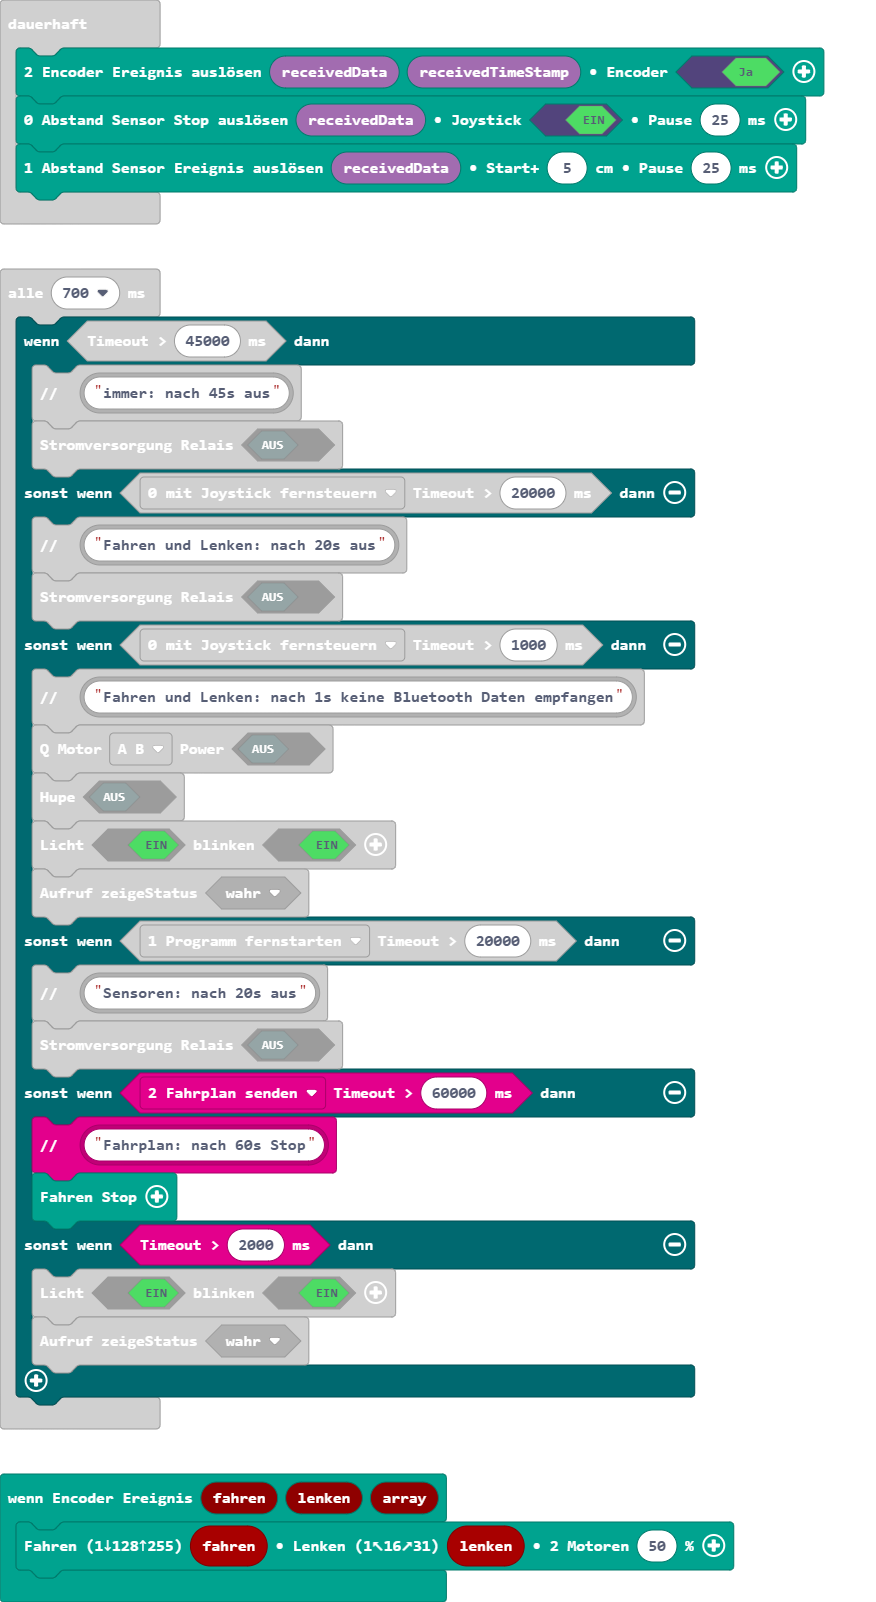 dauerhaft
2 Encoder Ereignis auslösen receivedData receivedTimeStamp • Encoder Ja
0 Abstand Sensor Stop auslösen receivedData • Joystick EIN • Pause 25 ms
1 Abstand Sensor Ereignis auslösen receivedData • Start+ 5 cm • Pause 25 ms
alle 700 ms
wenn Timeout > 45000 ms dann
// "immer: nach 45s aus"
Stromversorgung Relais AUS
sonst wenn 0 mit Joystick fernsteuern Timeout > 20000 ms dann
// "Fahren und Lenken: nach 20s aus"
Stromversorgung Relais AUS
sonst wenn 0 mit Joystick fernsteuern Timeout > 1000 ms dann
// "Fahren und Lenken: nach 1s keine Bluetooth Daten empfangen"
Q Motor A B Power AUS
Hupe AUS
Licht EIN blinken EIN
Aufruf zeigeStatus wahr
sonst wenn 1 Programm fernstarten Timeout > 20000 ms dann
// "Sensoren: nach 20s aus"
Stromversorgung Relais AUS
sonst wenn 2 Fahrplan senden Timeout > 60000 ms dann
// "Fahrplan: nach 60s Stop"
Fahren Stop
sonst wenn Timeout > 2000 ms dann
Licht EIN blinken EIN
Aufruf zeigeStatus wahr
wenn Encoder Ereignis fahren lenken array
Fahren (1↓128↑255) fahren • Lenken (1↖16↗31) lenken • 2 Motoren 50 %